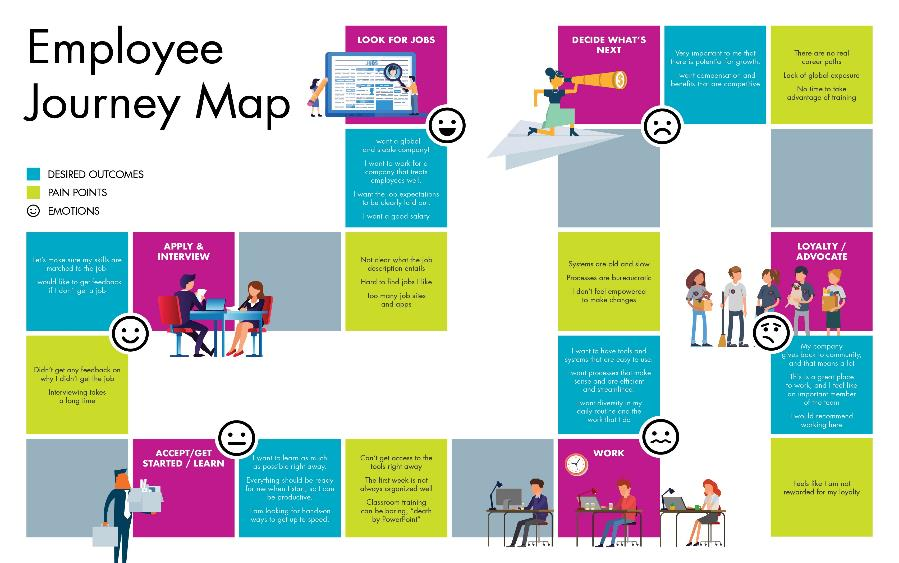 Employee
Journey Map
DESIRED OUTCOMES
PAIN POINTS
EMOTIONS
LOOK FOR JOBS
JOBS
I want a global
and stable company!
I want to work for a
company that treats
employees well.
I want the job expectations
to be clearly laid out.
I want a good salary
Not clear what the job
description entails
Hard to find jobs I like
Too many job sites
and apps
APPLY &
INTERVIEW
Let's make sure my skills are
matched to the job
I would like to get feedback
if I don't get a job
Didn't get any feedback on
why I didn't get the job
Interviewing takes
a long time
ACCEPT/GET
STARTED / LEARN
I want to learn as much
as possible right away.
Everything should be ready
for me when I start, so I can
be productive.
I am looking for hands-on
ways to get up to speed.
Can't get access to the
tools right away
The first week is not
always organized well
Classroom training
can be boring, "death
by PowerPoint"
WORK
I want to have tools and
systems that are easy to use.
I want processes that make
sense and are efficient
and streamlined.
I want diversity in my
daily routine and the
work that I do
Systems are old and slow
Processes are bureaucratic
I don't feel empowered
to make changes
DECIDE WHAT'S
NEXT
Very important to me that
there is potential for growth.
I want compensation and
benefits that are competitive.
There are no real
career paths
Lack of global exposure
No time to take
advantage of training
LOYALTY /
ADVOCATE
My company
gives back to community,
and that means a lot
This is a great place
to work, and I feel like
an important member
of the team
I would recommend
working here
Feels like I am not
rewarded for my loyalty